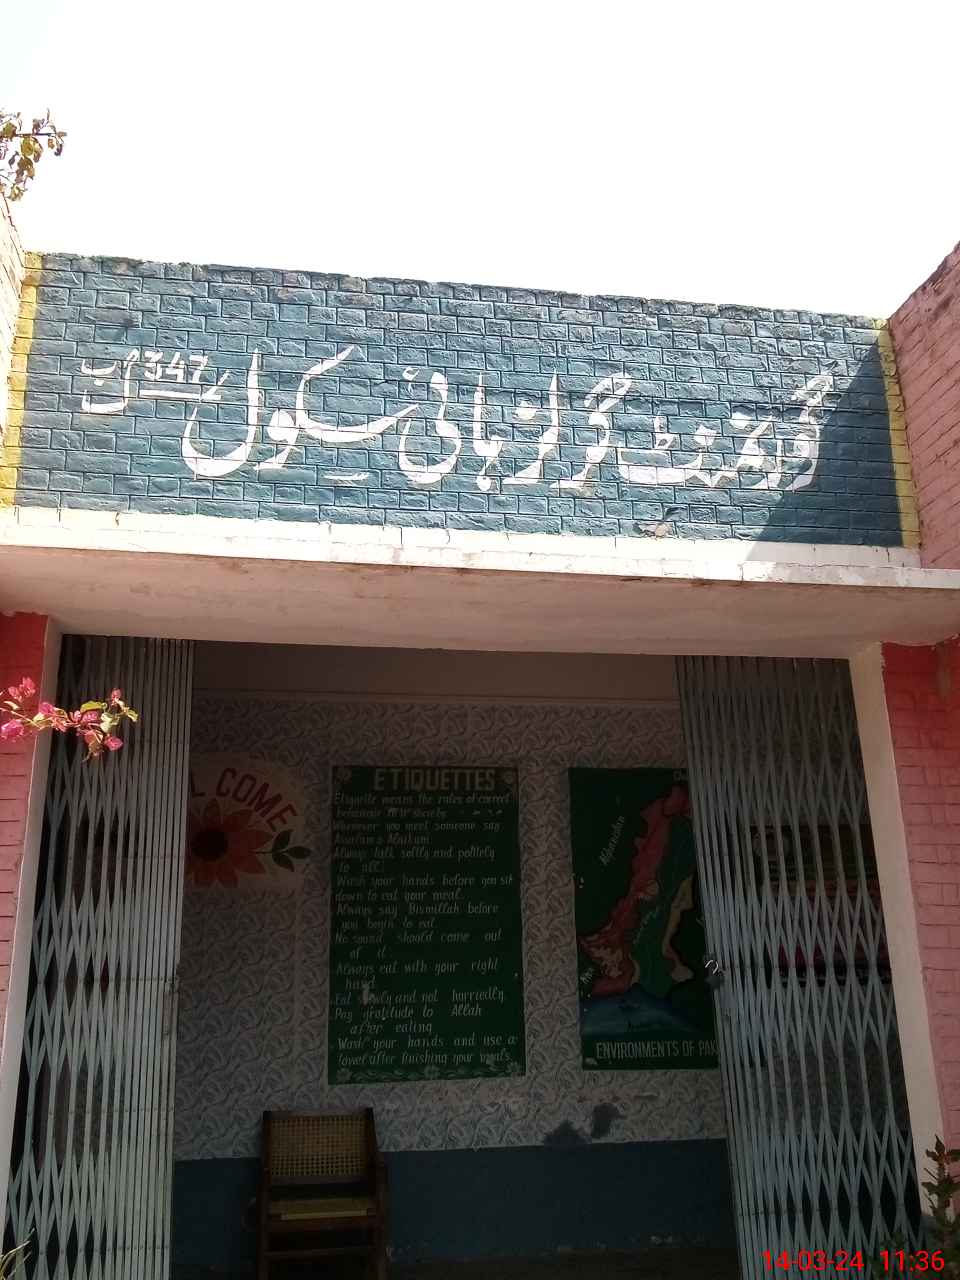 گورنمنٹ گرلز ہائی سکول 347 گ ب
COME
ETIQUETTES
Etiquette means the rules of correct
behaviour in society.
Whenever you meet someone say
Assalam o Alaikum.
Always talk softly and politely
to all.
Wash your hands before you sit
down to eat your meal.
Always say Bismillah before
you begin to eat.
No sound should come out
of it.
Always eat with your right
hand
Eat slowly and not hurriedly.
Pay gratitude to Allah
after eating
Wash your hands and use a
towel after finishing your meals.
ENVIRONMENTS OF PAK
14-03-24 11:36